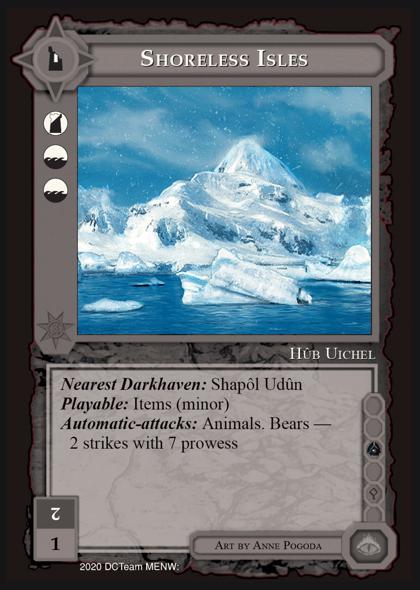 Shoreless Isles
Hûb Uichel
Nearest Darkhaven: Shapôl Udûn
Playable: Items (minor)
Automatic-attacks: Animals. Bears —
2 strikes with 7 prowess
2
1
Art by Anne Pogoda
2020 DCTeam MENW: